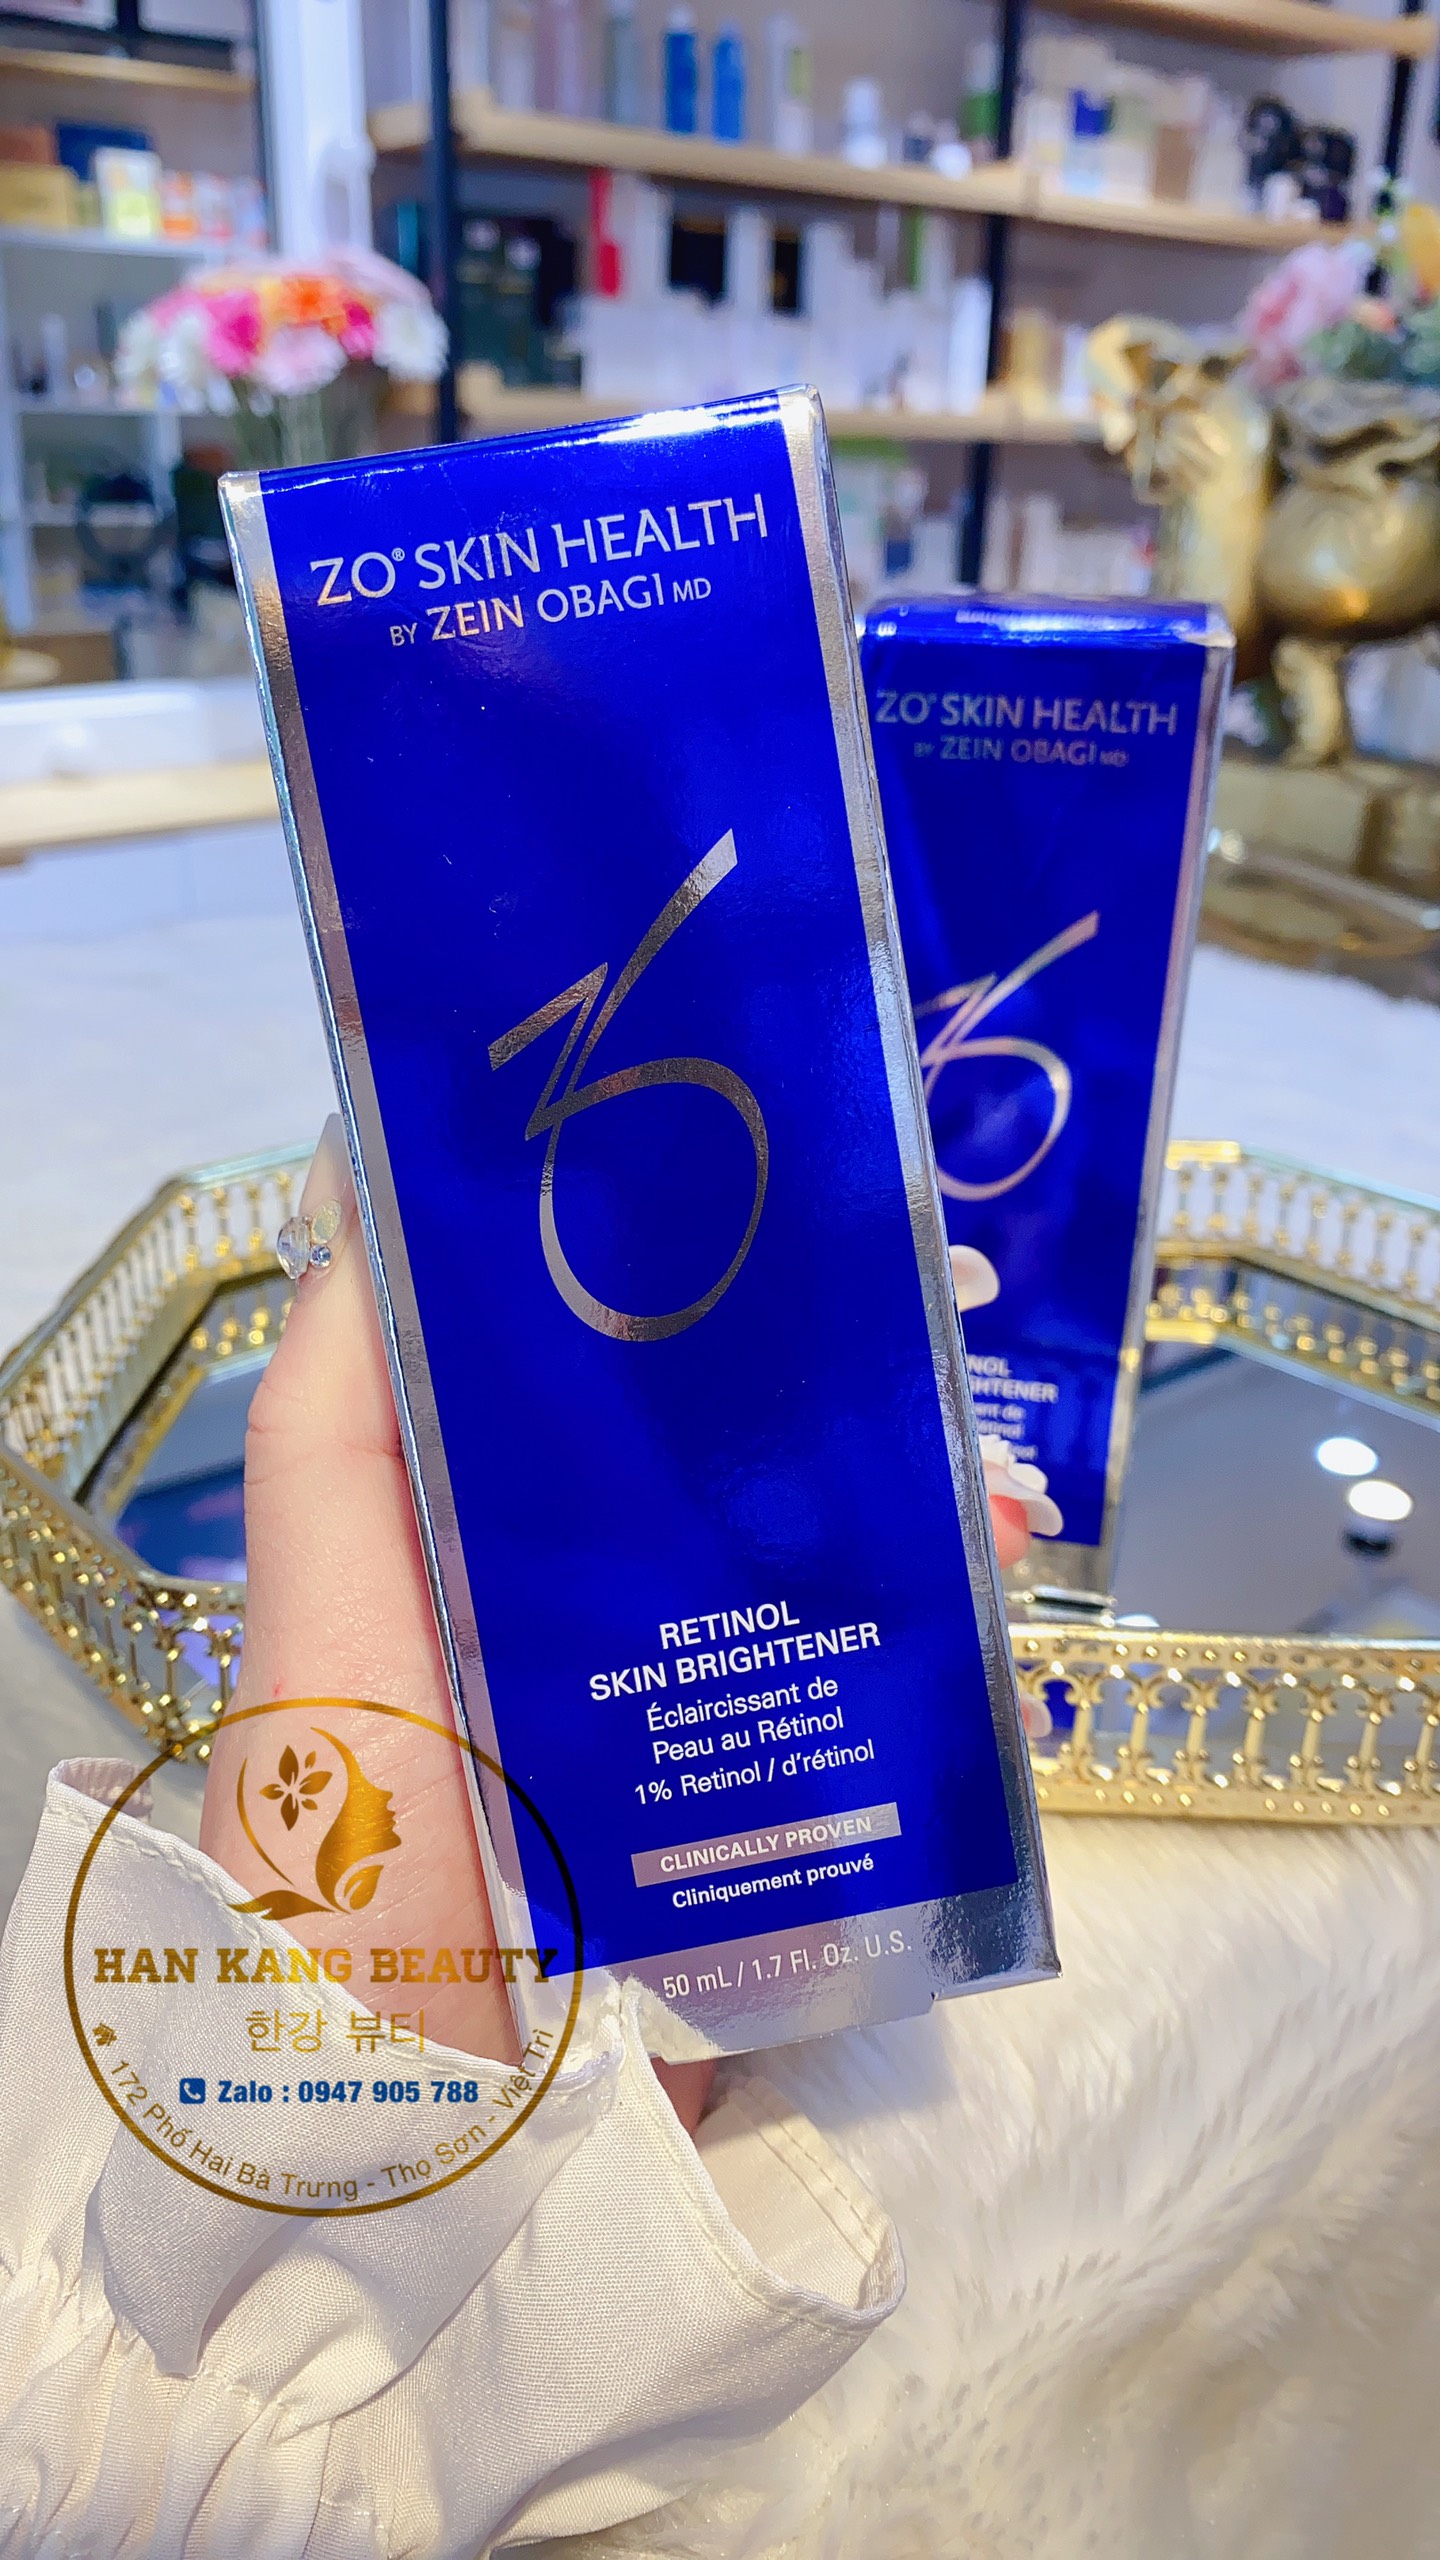 ZO® SKIN HEALTH
BY ZEIN OBAGI MD
RETINOL
SKIN BRIGHTENER
Éclaircissant de
Peau au Rétinol
1% Retinol / d'rétinol
CLINICALLY PROVEN
Cliniquement prouvé
50 mL / 1.7 Fl. Oz. U.S.
ZO® SKIN HEALTH
BY ZEIN OBAGI MD
HAN KANG BEAUTY
한강 뷰티
Zalo : 0947 905 788
172 Phố Hai Bà Trưng - Thọ Sơn - Việt Trì